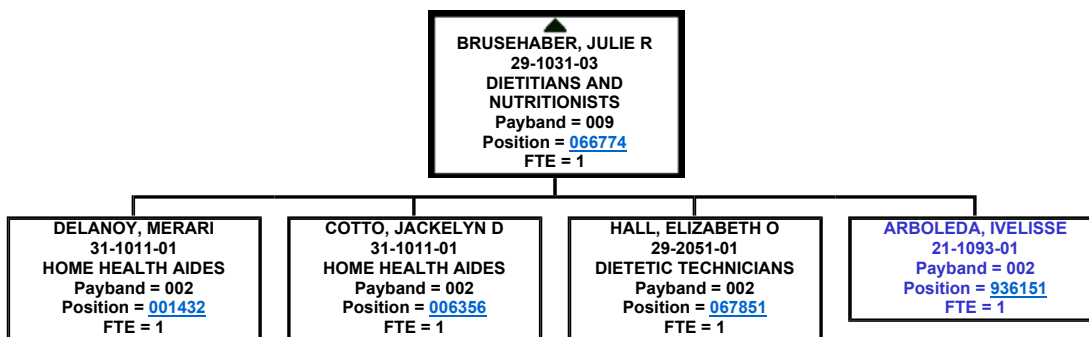 BRUSEHABER, JULIE R
29-1031-03
DIETITIANS AND
NUTRITIONISTS
Payband = 009
Position = 066774
FTE = 1
DELANOY, MERARI
31-1011-01
HOME HEALTH AIDES
Payband = 002
Position = 001432
FTE = 1
COTTO, JACKELYN D
31-1011-01
HOME HEALTH AIDES
Payband = 002
Position = 006356
FTE = 1
HALL, ELIZABETH O
29-2051-01
DIETETIC TECHNICIANS
Payband = 002
Position = 067851
FTE = 1
ARBOLEDA, IVELISSE
21-1093-01
Payband = 002
Position = 936151
FTE = 1